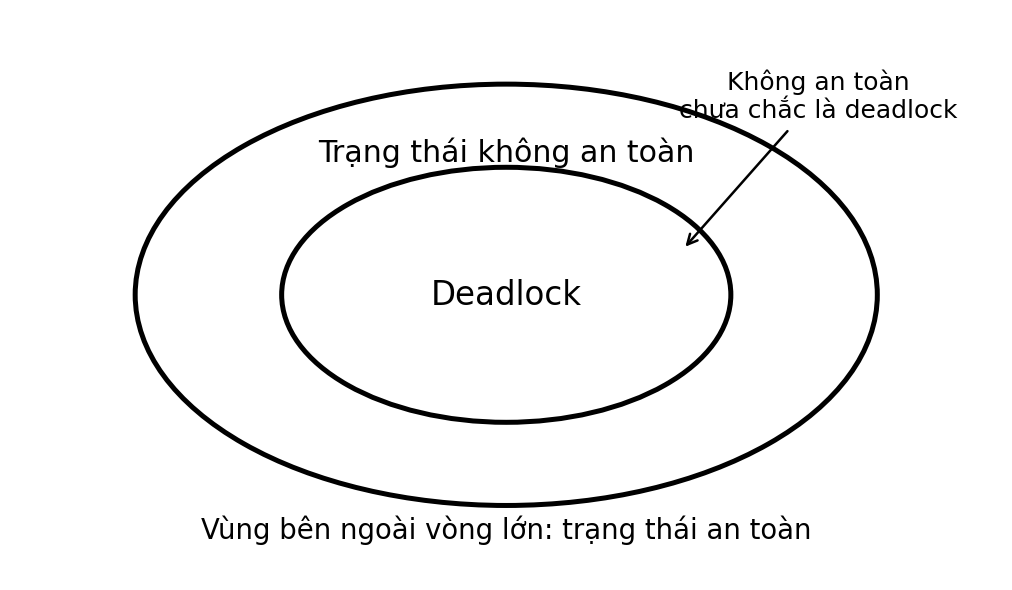 Không an toàn
chưa chắc là deadlock
Trạng thái không an toàn
Deadlock
Vùng bên ngoài vòng lớn: trạng thái an toàn